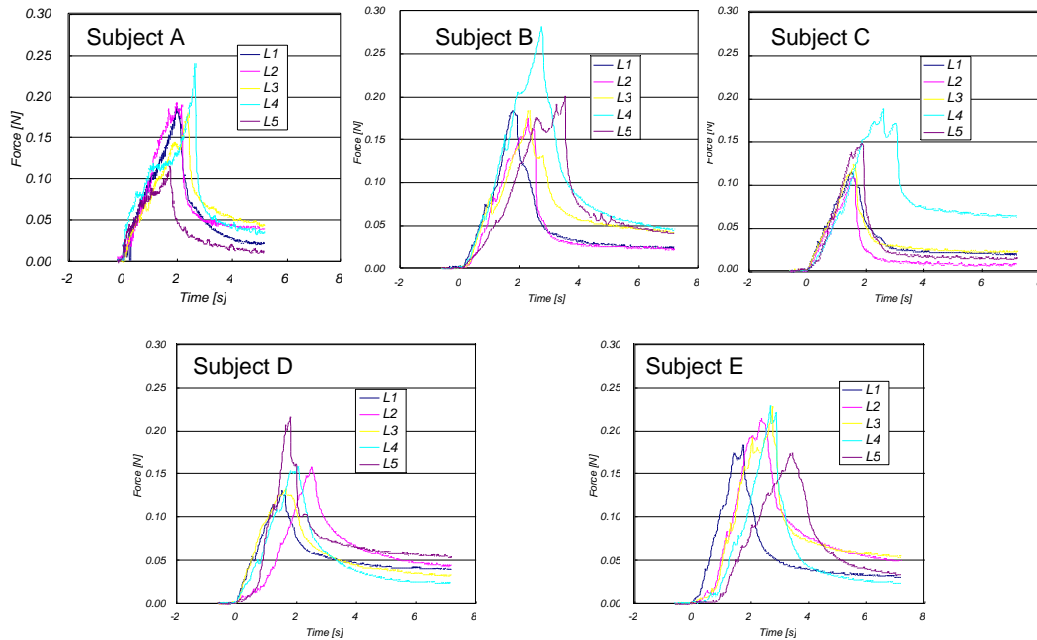 Subject A
L1
L2
L3
L4
L5
Force [N]
0.30
0.25
0.20
0.15
0.10
0.05
0.00
-2
0
2
4
6
8
Time [s]
Subject B
L1
L2
L3
L4
L5
Force [N]
0.30
0.25
0.20
0.15
0.10
0.05
0.00
-2
0
2
4
6
8
Time [s]
Subject C
L1
L2
L3
L4
L5
Force [N]
0.30
0.25
0.20
0.15
0.10
0.05
0.00
-2
0
2
4
6
Time [s]
Subject D
L1
L2
L3
L4
L5
Force [N]
0.30
0.25
0.20
0.15
0.10
0.05
0.00
-2
0
2
4
6
8
Time [s]
Subject E
L1
L2
L3
L4
L5
Force [N]
0.30
0.25
0.20
0.15
0.10
0.05
0.00
-2
0
2
4
6
8
Time [s]